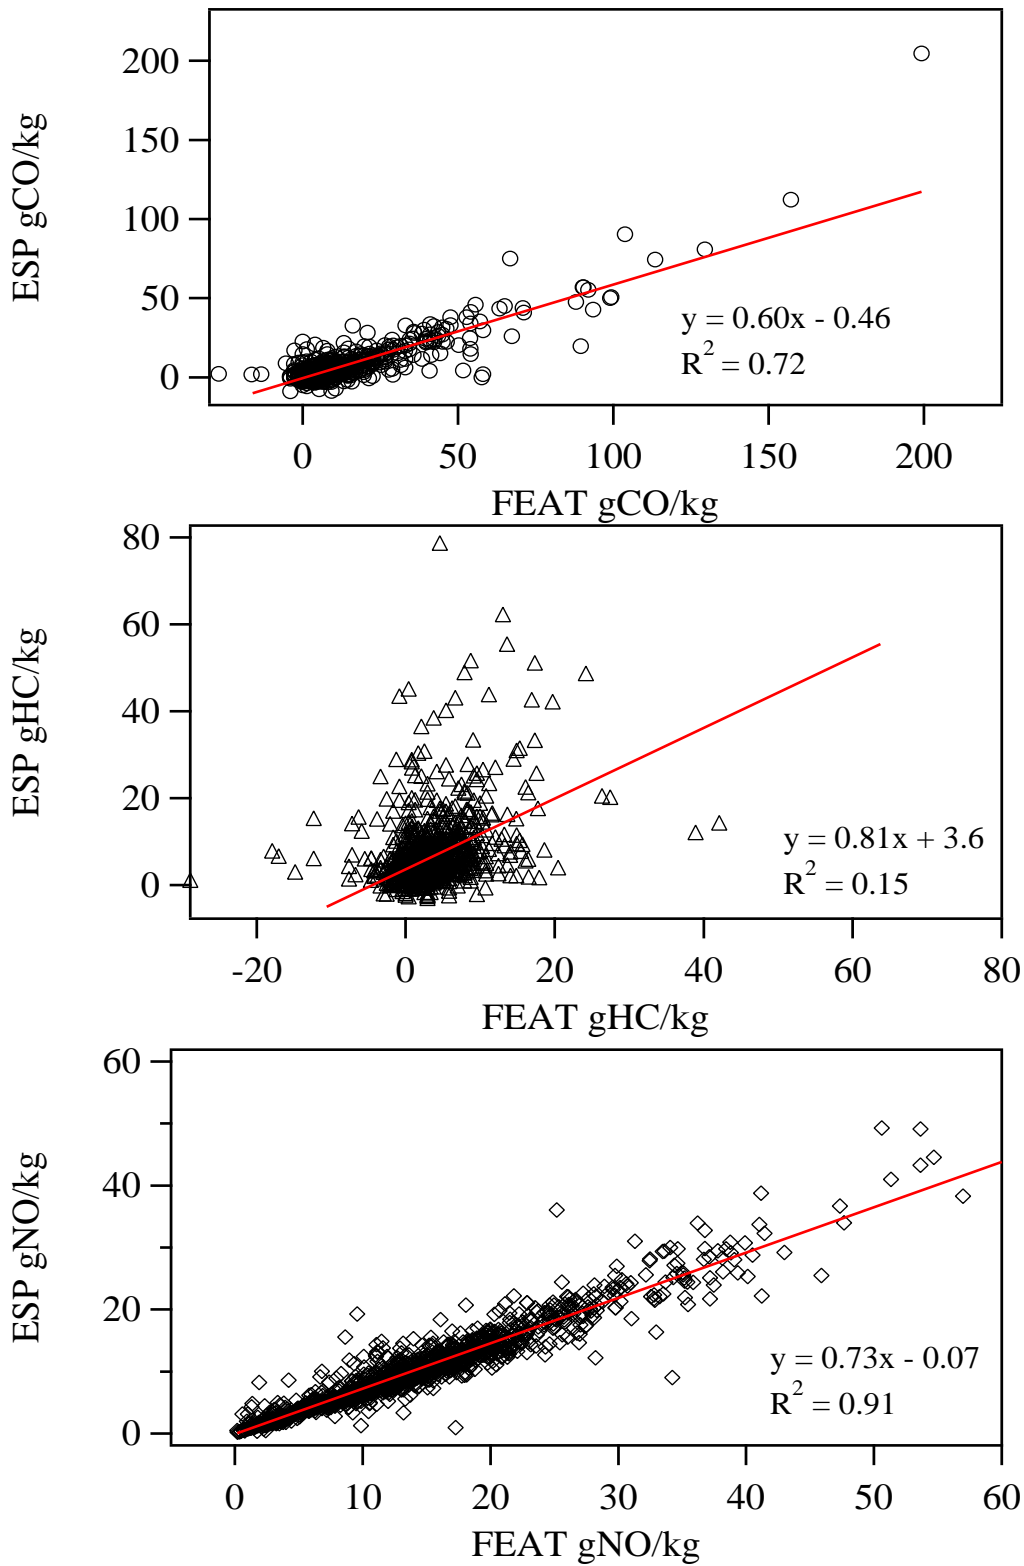 ESP gCO/kg
200
150
100
50
0
y = 0.60x - 0.46
R² = 0.72
0 50 100 150 200
FEAT gCO/kg
ESP gHC/kg
80
60
40
20
0
y = 0.81x + 3.6
R² = 0.15
-20 0 20 40 60 80
FEAT gHC/kg
ESP gNO/kg
60
40
20
0
y = 0.73x - 0.07
R² = 0.91
0 10 20 30 40 50 60
FEAT gNO/kg